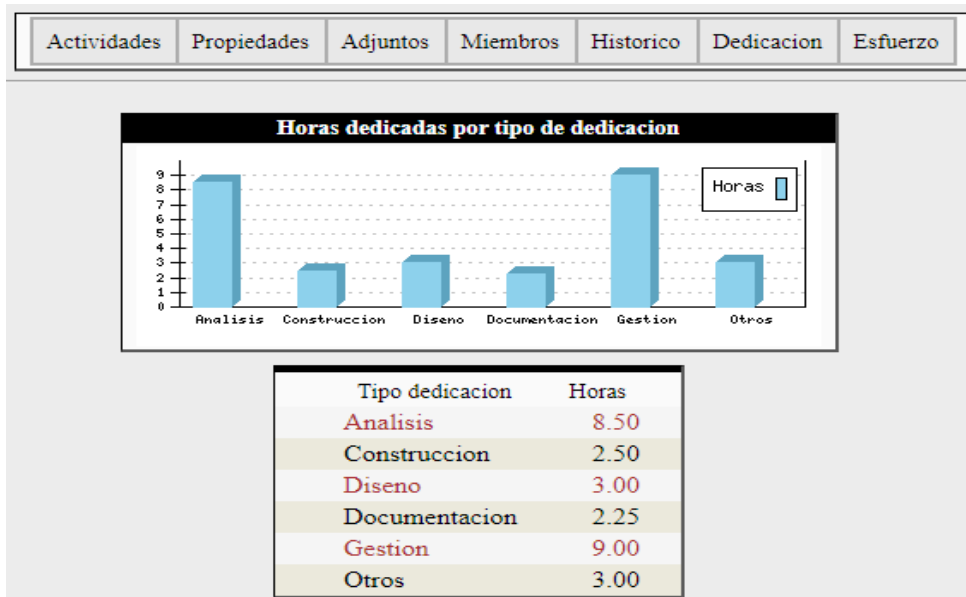 Actividades Propiedades Adjuntos Miembros Historico Dedicacion Esfuerzo
Horas dedicadas por tipo de dedicacion
Horas
9
8
7
6
5
4
3
2
1
0
Analisis Construccion Diseno Documentacion Gestion Otros
Tipo dedicacion Horas
Analisis 8.50
Construccion 2.50
Diseno 3.00
Documentacion 2.25
Gestion 9.00
Otros 3.00